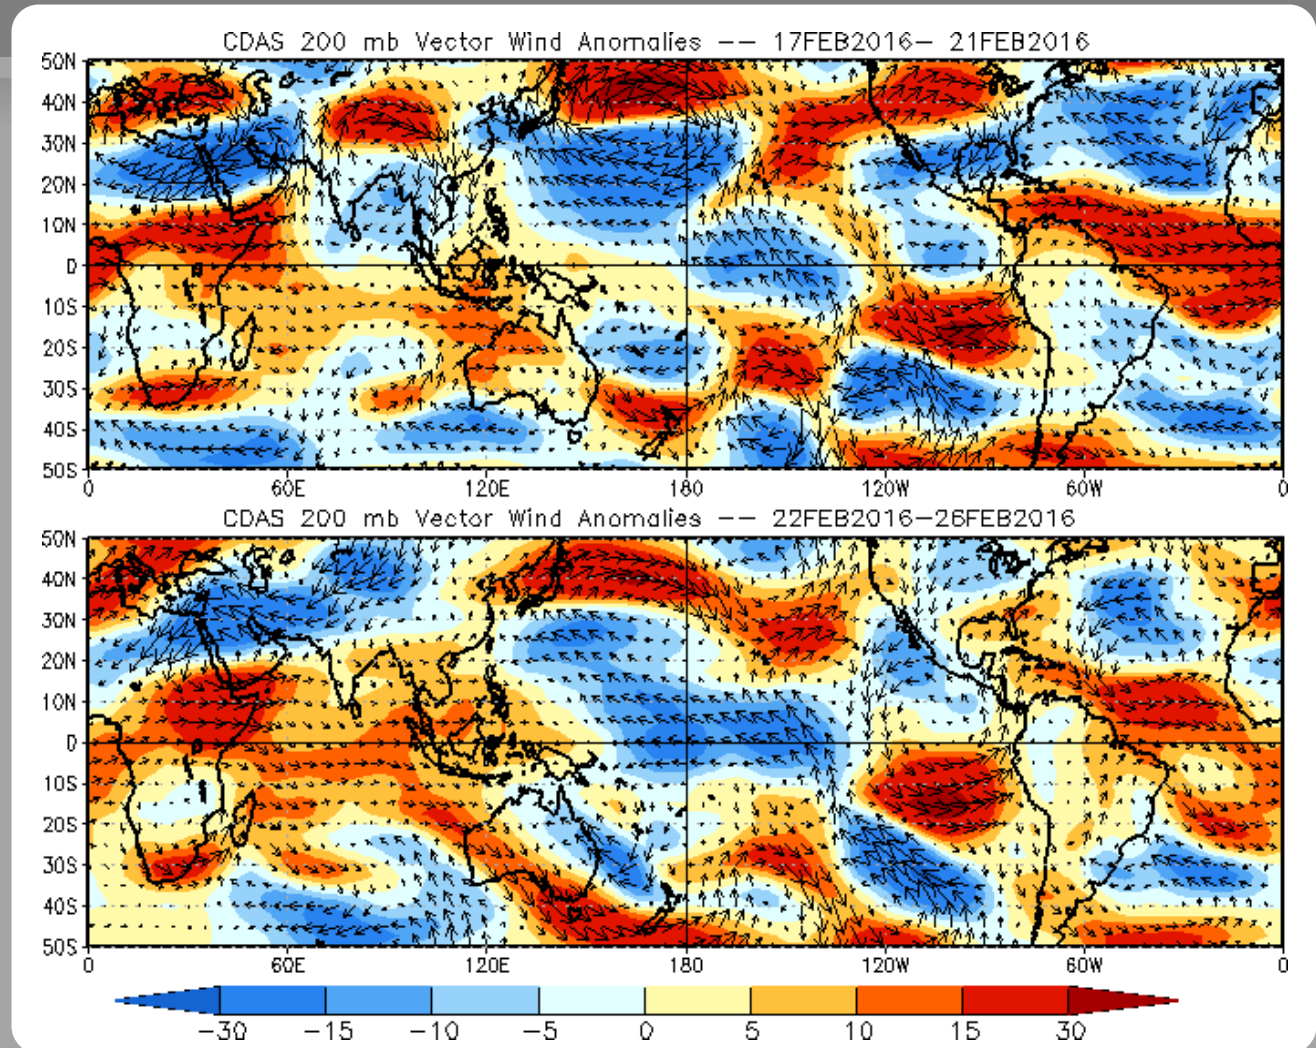 CDAS 200 mb Vector Wind Anomalies -- 17FEB2016- 21FEB2016
50N
40N
30N
20N
10N
0
10S
20S
30S
40S
50S
0 60E 120E 180 120W 60W 0
CDAS 200 mb Vector Wind Anomalies -- 22FEB2016-26FEB2016
50N
40N
30N
20N
10N
0
10S
20S
30S
40S
50S
0 60E 120E 180 120W 60W 0
-30 -15 -10 -5 0 5 10 15 30